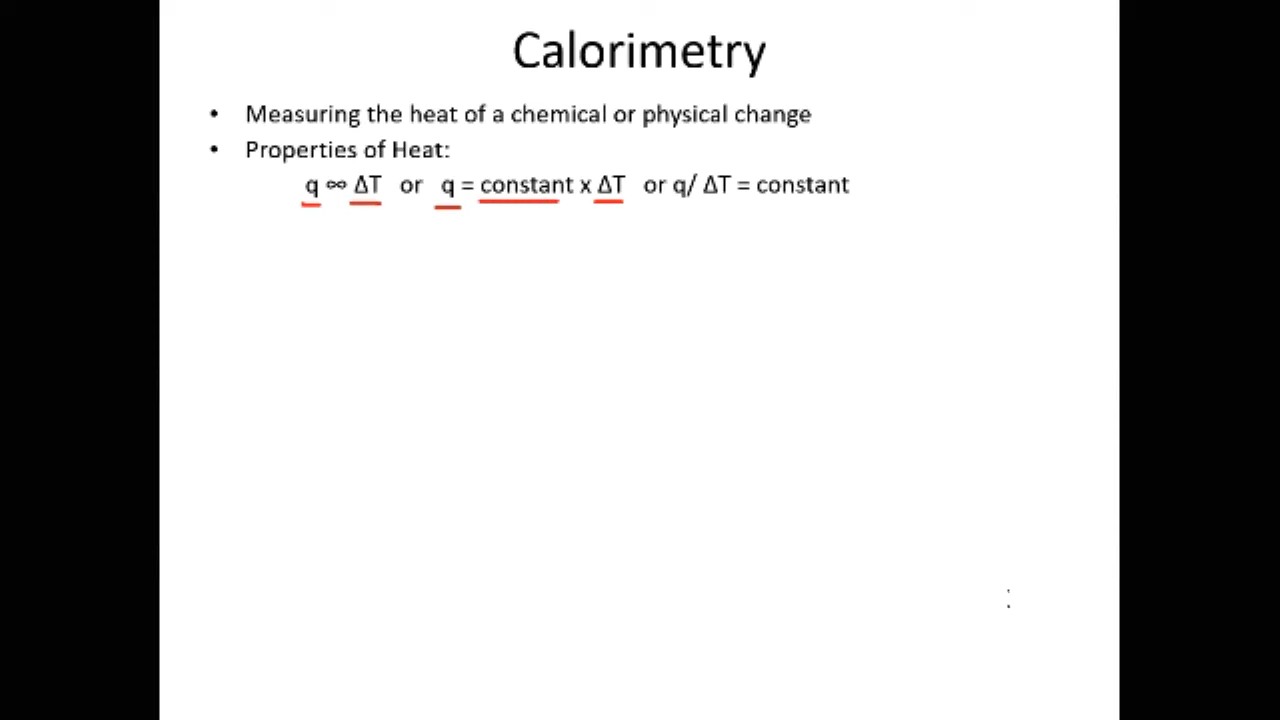 Calorimetry
• Measuring the heat of a chemical or physical change
• Properties of Heat:
q ∞ ΔT or q = constant x ΔT or q/ ΔT = constant